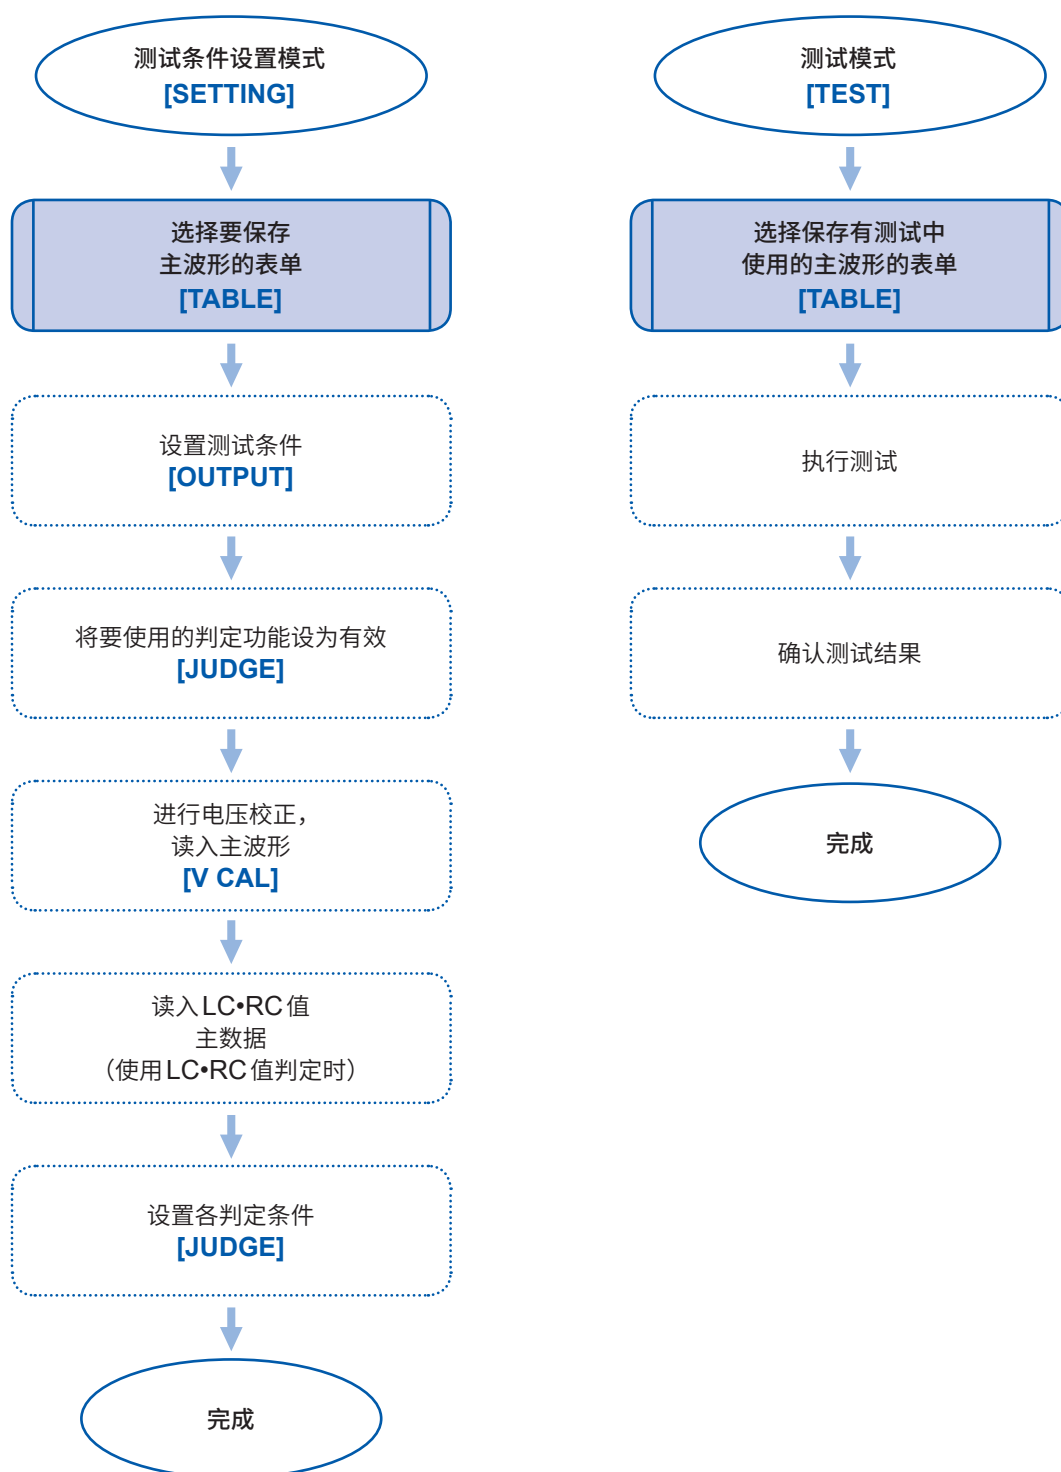 测试条件设置模式
[SETTING]
选择要保存
主波形的表单
[TABLE]
设置测试条件
[OUTPUT]
将要使用的判定功能设为有效
[JUDGE]
进行电压校正，
读入主波形
[V CAL]
读入LC•RC值
主数据
（使用LC•RC值判定时）
设置各判定条件
[JUDGE]
完成
测试模式
[TEST]
选择保存有测试中
使用的主波形的表单
[TABLE]
执行测试
确认测试结果
完成